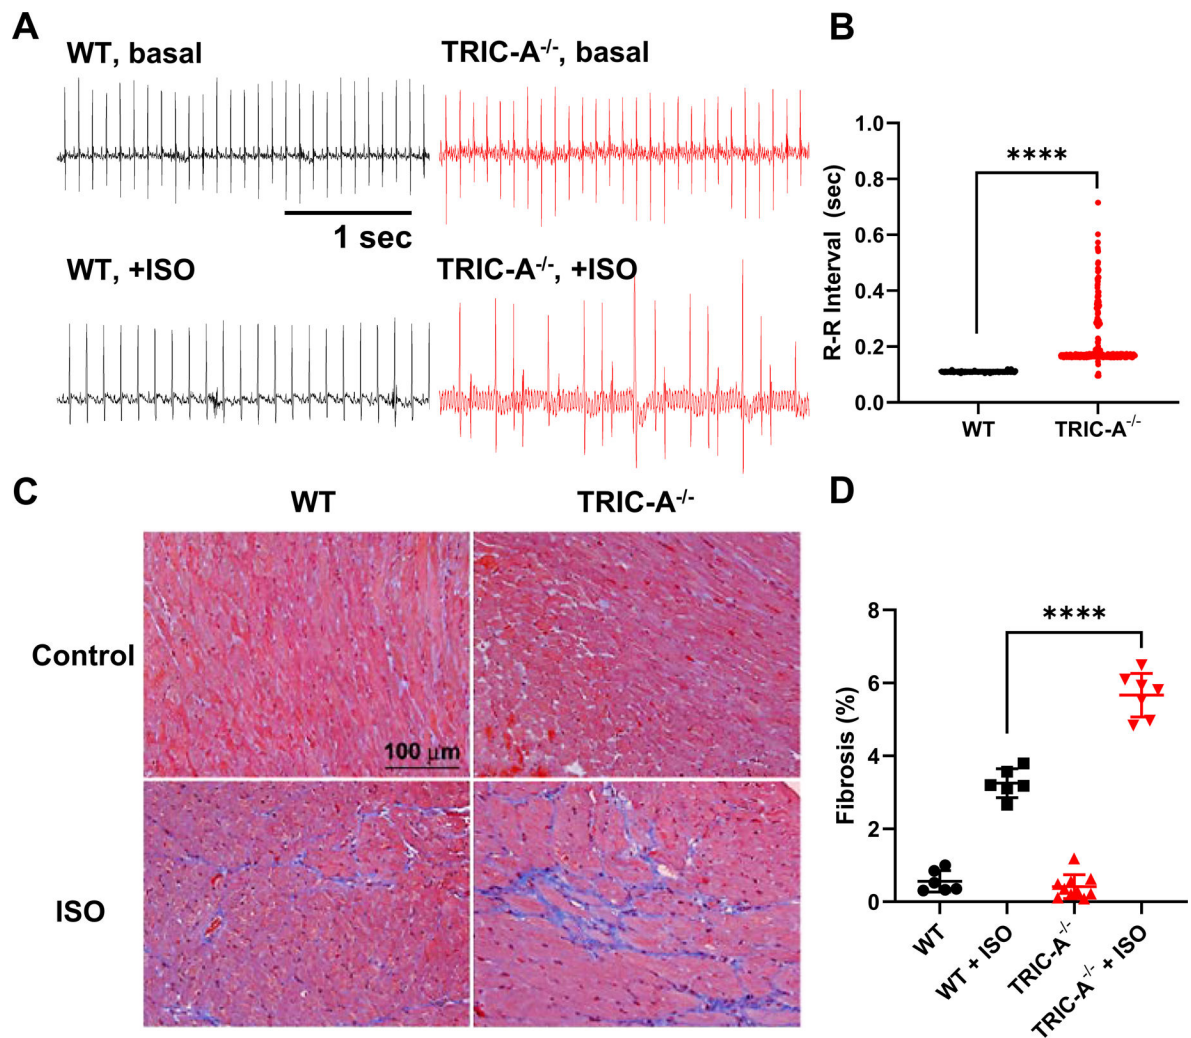 A
WT, basal
TRIC-A-/-, basal
1 sec
WT, +ISO
TRIC-A-/-, +ISO
B
R-R Interval (sec)
1.0
0.8
0.6
0.4
0.2
0.0
****
WT
TRIC-A-/-
C
WT
TRIC-A-/-
Control
100 μm
ISO
D
Fibrosis (%)
8
6
4
2
0
****
WT
WT + ISO
TRIC-A-/-
TRIC-A-/- + ISO